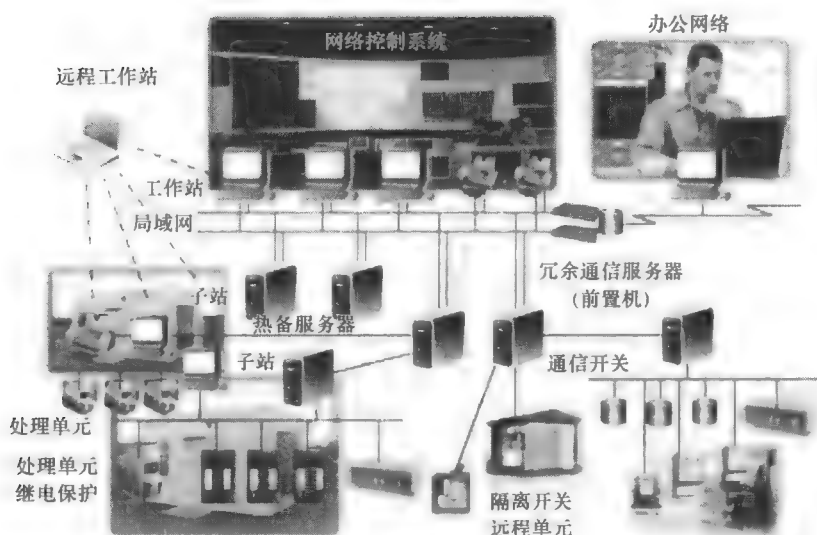 网络控制系统
办公网络
远程工作站
工作站
局域网
子站
热备服务器
冗余通信服务器
(前置机)
子站
通信开关
处理单元
处理单元
继电保护
隔离开关
远程单元